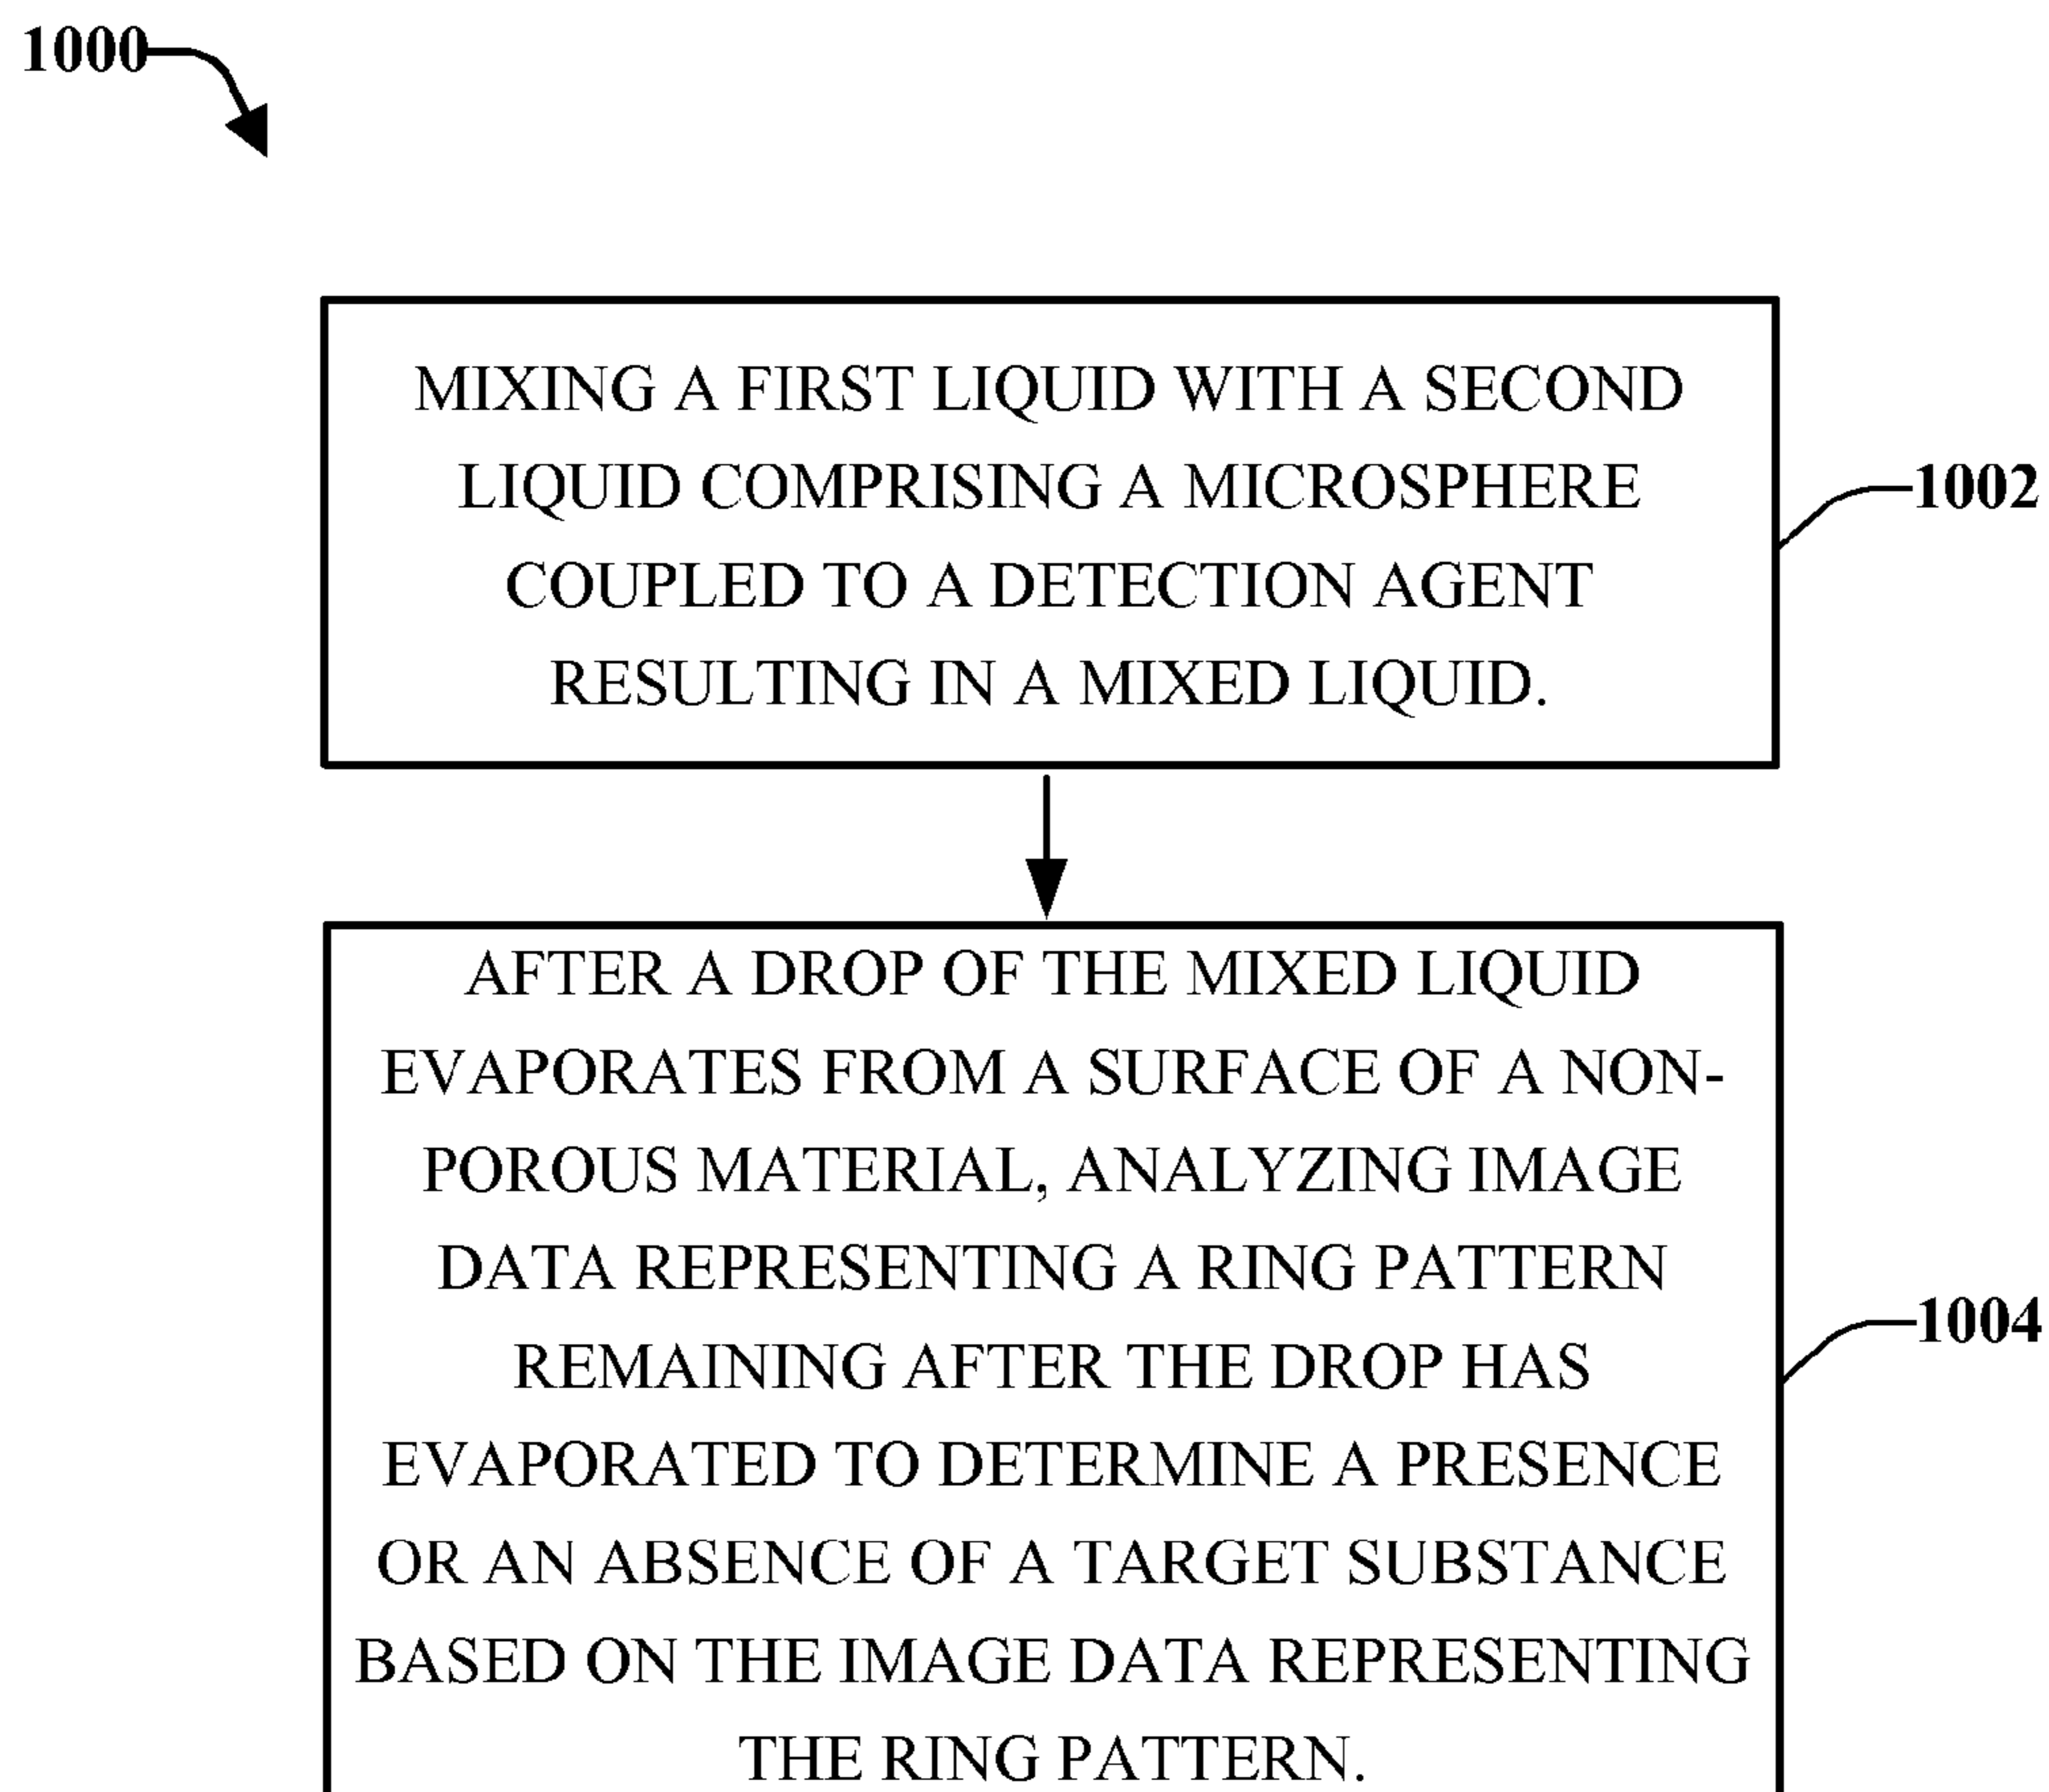 1000
MIXING A FIRST LIQUID WITH A SECOND
LIQUID COMPRISING A MICROSPHERE
COUPLED TO A DETECTION AGENT
RESULTING IN A MIXED LIQUID.
1002
AFTER A DROP OF THE MIXED LIQUID
EVAPORATES FROM A SURFACE OF A NON-
POROUS MATERIAL, ANALYZING IMAGE
DATA REPRESENTING A RING PATTERN
REMAINING AFTER THE DROP HAS
EVAPORATED TO DETERMINE A PRESENCE
OR AN ABSENCE OF A TARGET SUBSTANCE
BASED ON THE IMAGE DATA REPRESENTING
THE RING PATTERN.
1004